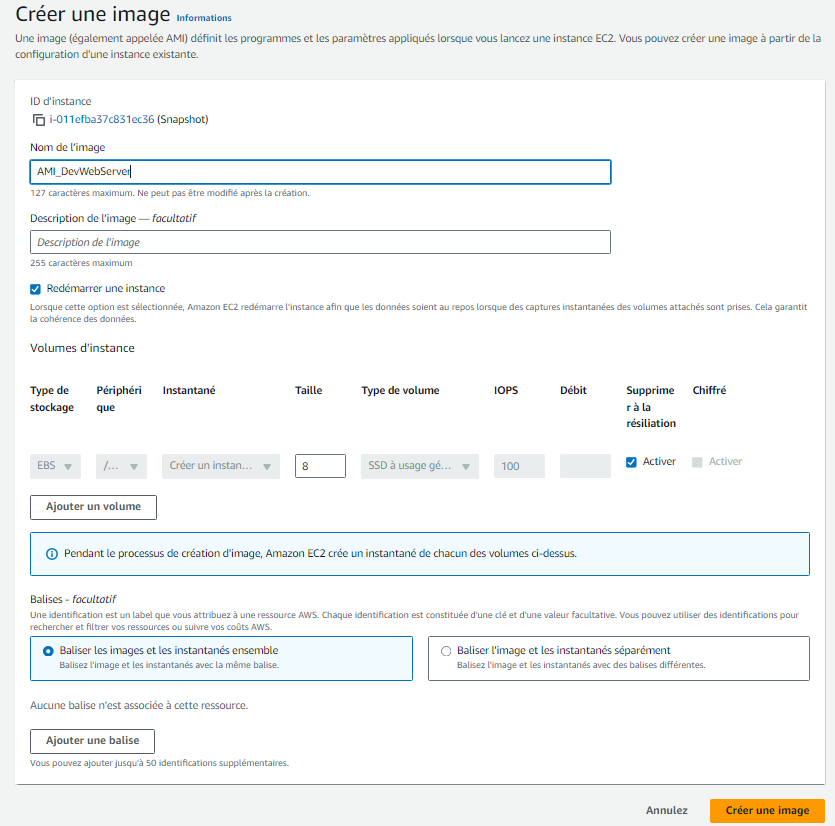 Créer une image Informations
Une image (également appelée AMI) définit les programmes et les paramètres appliqués lorsque vous lancez une instance EC2. Vous pouvez créer une image à partir de la
configuration d'une instance existante.
ID d'instance
i-011efba37c831ec36 (Snapshot)
Nom de l'image
AMI_DevWebServer
127 caractères maximum. Ne peut pas être modifié après la création.
Description de l'image — facultatif
Description de l'image
255 caractères maximum
Redémarrer une instance
Lorsque cette option est sélectionnée, Amazon EC2 redémarre l'instance afin que les données soient au repos lorsque des captures instantanées des volumes attachés sont prises. Cela garantit
la cohérence des données.
Volumes d'instance
Type de Périphéri Instantané Taille Type de volume IOPS Débit Supprime Chiffré
stockage que r à la
résiliation
EBS /... Créer un instan... 8 SSD à usage gé... 100 Activer Activer
Ajouter un volume
Pendant le processus de création d'image, Amazon EC2 crée un instantané de chacun des volumes ci-dessus.
Balises - facultatif
Une identification est un label que vous attribuez à une ressource AWS. Chaque identification est constituée d'une clé et d'une valeur facultative. Vous pouvez utiliser des identifications pour
rechercher et filtrer vos ressources ou suivre vos coûts AWS.
Baliser les images et les instantanés ensemble
Balisez l'image et les instantanés avec la même balise.
Baliser l'image et les instantanés séparément
Balisez l'image et les instantanés avec des balises différentes.
Aucune balise n'est associée à cette ressource.
Ajouter une balise
Vous pouvez ajouter jusqu'à 50 identifications supplémentaires.
Annulez Créer une image